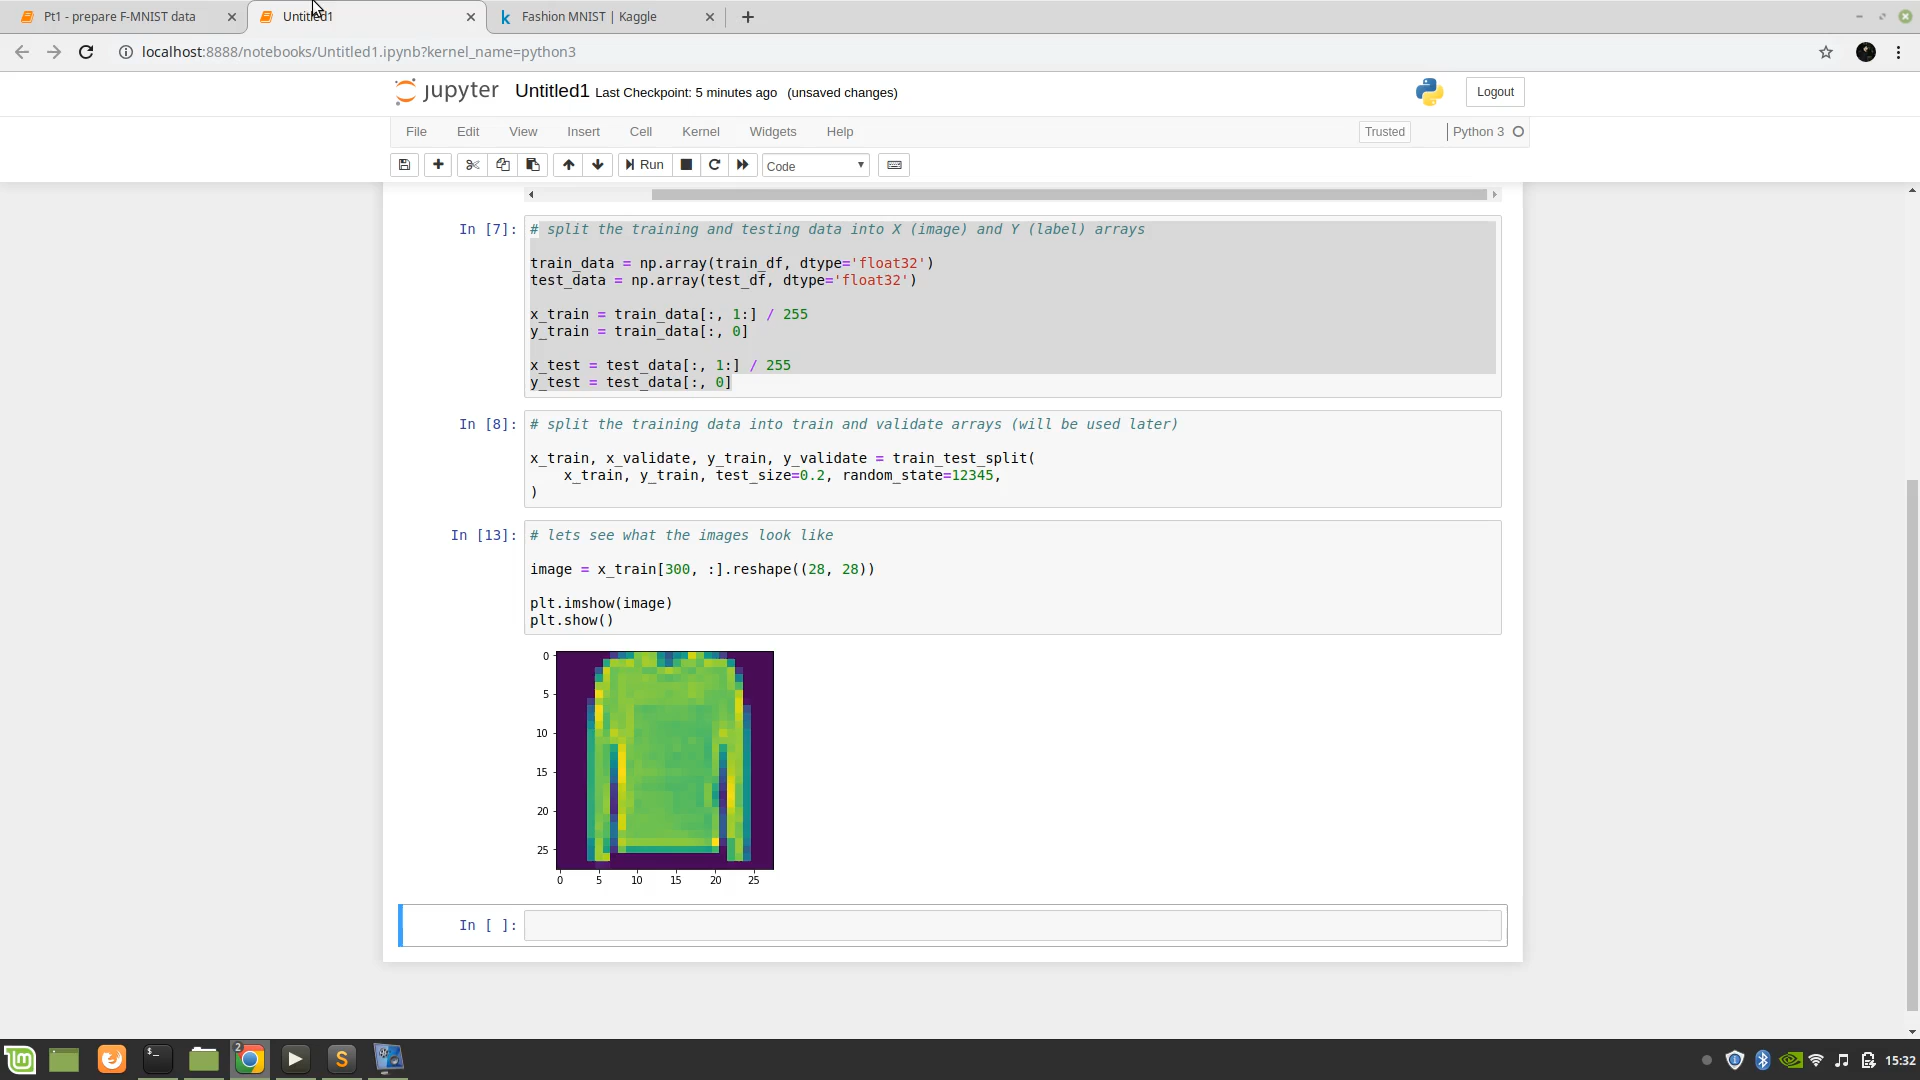 Pt1 - prepare F-MNIST data
Untitled1
Fashion MNIST | Kaggle
localhost:8888/notebooks/Untitled1.ipynb?kernel_name=python3
jupyter Untitled1 Last Checkpoint: 5 minutes ago (unsaved changes)
Logout
File Edit View Insert Cell Kernel Widgets Help
Trusted
Python 3
Run
Code
In [7]:
# split the training and testing data into X (image) and Y (label) arrays
train_data = np.array(train_df, dtype='float32')
test_data = np.array(test_df, dtype='float32')
x_train = train_data[:, 1:] / 255
y_train = train_data[:, 0]
x_test = test_data[:, 1:] / 255
y_test = test_data[:, 0]
In [8]:
# split the training data into train and validate arrays (will be used later)
x_train, x_validate, y_train, y_validate = train_test_split(
    x_train, y_train, test_size=0.2, random_state=12345,
)
In [13]:
# lets see what the images look like
image = x_train[300, :].reshape((28, 28))
plt.imshow(image)
plt.show()
0
5
10
15
20
25
0 5 10 15 20 25
In [ ]:
2
S
15:32